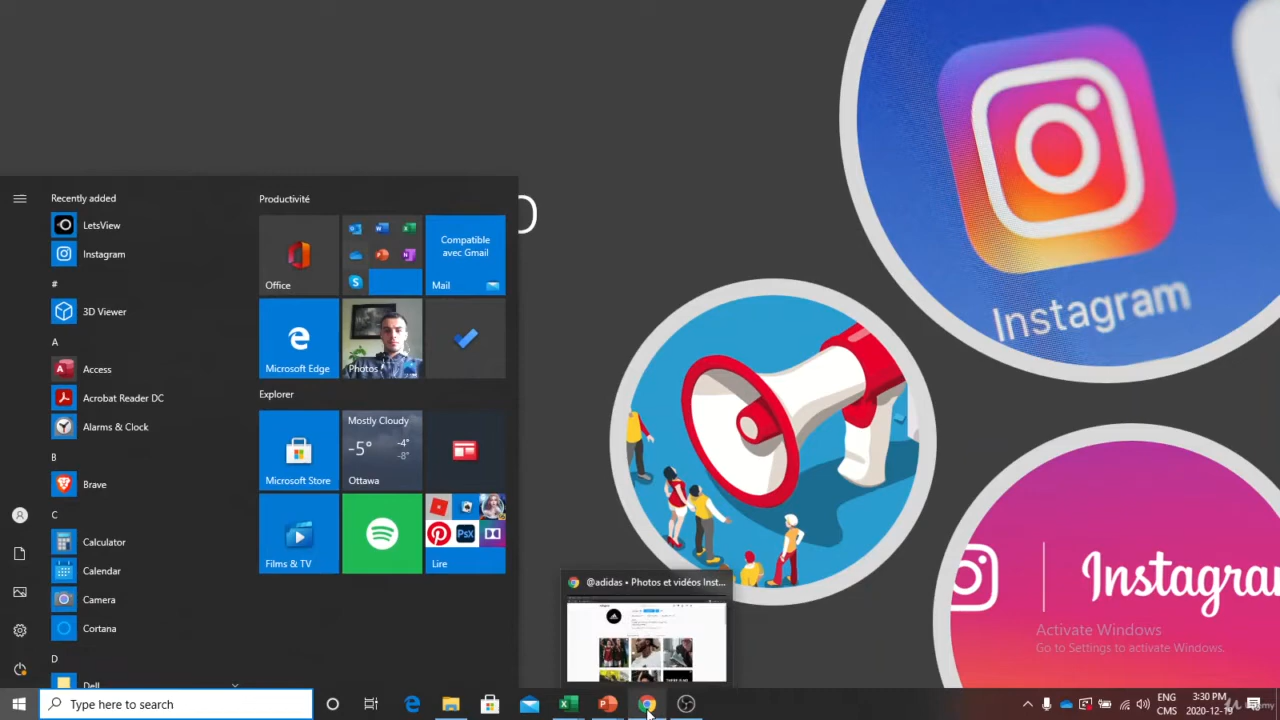 Instagram
Recently added
LetsView
Instagram
#
3D Viewer
A
Access
Acrobat Reader DC
Alarms & Clock
B
Brave
C
Calculator
Calendar
Camera
Cortana
D
Dell
Productivité
Office
Compatible
avec Gmail
Mail
Microsoft Edge
Photos
Explorer
Microsoft Store
Mostly Cloudy
-5°
-4°
-8°
Ottawa
Films & TV
Lire
Psx
@adidas • Photos et vidéos Inst...
Instagra
Activate Windows
Go to Settings to activate Windows.
Type here to search
ENG
CMS
3:30 PM
2020-12-19
Udemy